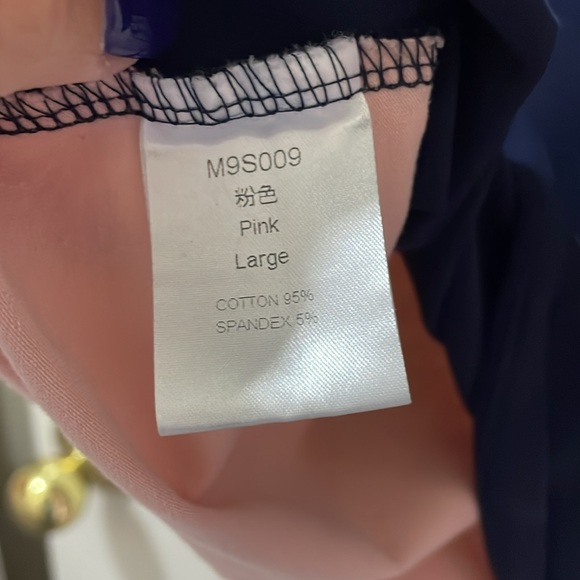 M9S009
粉色
Pink
Large
COTTON 95%
SPANDEX 5%